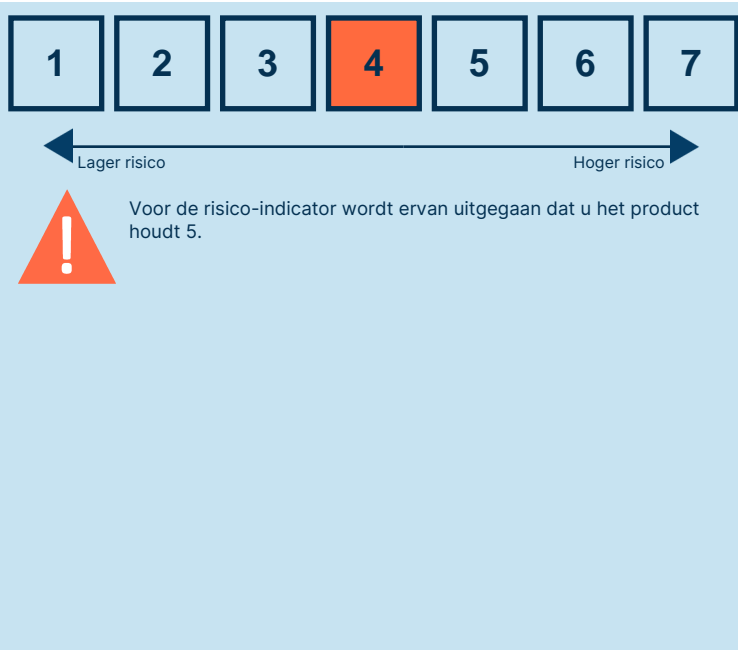 1 2 3 4 5 6 7
Lager risico Hoger risico
!
Voor de risico-indicator wordt ervan uitgegaan dat u het product
houdt 5.